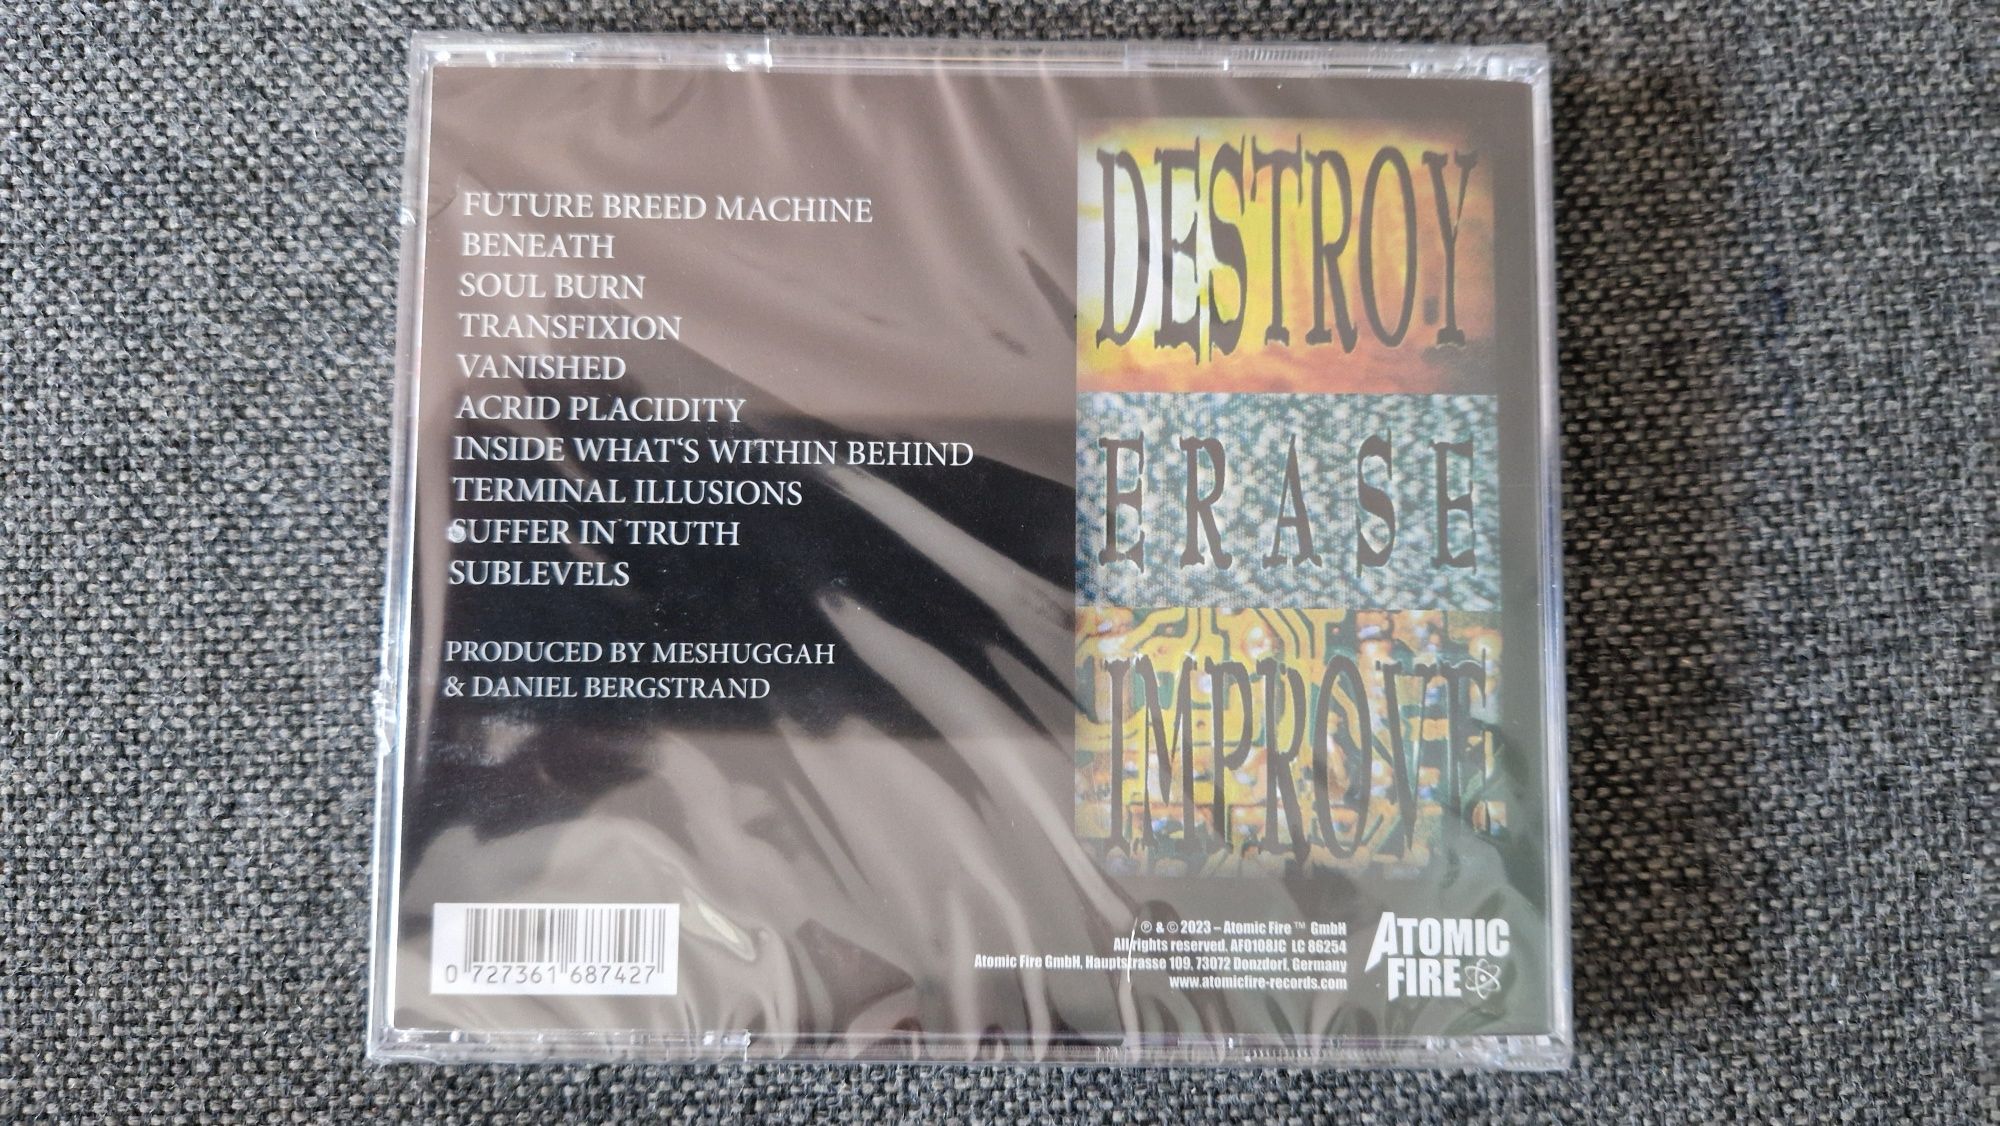 FUTURE BREED MACHINE
BENEATH
SOUL BURN
TRANSFIXION
VANISHED
ACRID PLACIDITY
INSIDE WHAT‘S WITHIN BEHIND
TERMINAL ILLUSIONS
SUFFER IN TRUTH
SUBLEVELS
PRODUCED BY MESHUGGAH
& DANIEL BERGSTRAND
DESTROY
ERASE
IMPROVE
0 727361 687427
℗ & © 2023 – Atomic Fire™ GmbH
All rights reserved. AF0108JC LC 86254
Atomic Fire GmbH, Hauptstrasse 109, 73072 Donzdorf, Germany
www.atomicfire-records.com
ATOMIC
FIRE